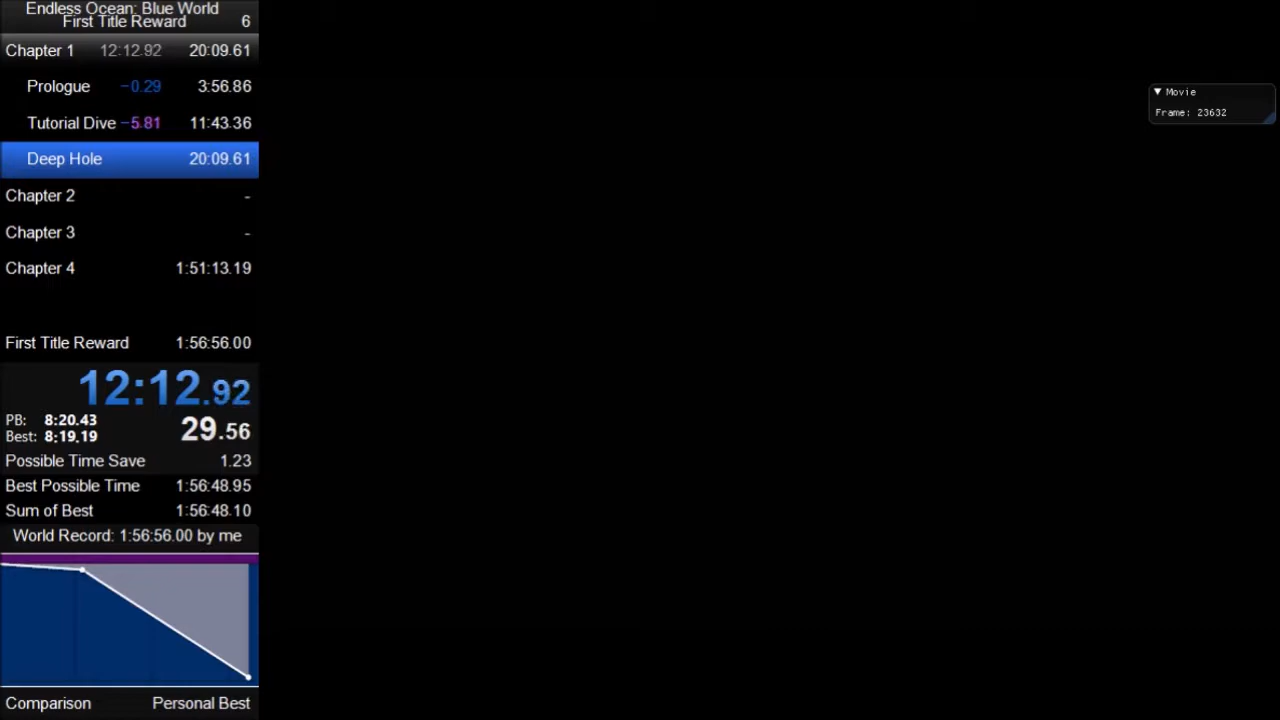 Endless Ocean: Blue World
First Title Reward 6
Chapter 1 12:12.92 20:09.61
Prologue −0.29 3:56.86
Tutorial Dive −5.81 11:43.36
Deep Hole 20:09.61
Chapter 2 -
Chapter 3 -
Chapter 4 1:51:13.19
First Title Reward 1:56:56.00
12:12.92
PB: 8:20.43
Best: 8:19.19
29.56
Possible Time Save 1.23
Best Possible Time 1:56:48.95
Sum of Best 1:56:48.10
World Record: 1:56:56.00 by me
Comparison Personal Best
▼ Movie
Frame: 23632